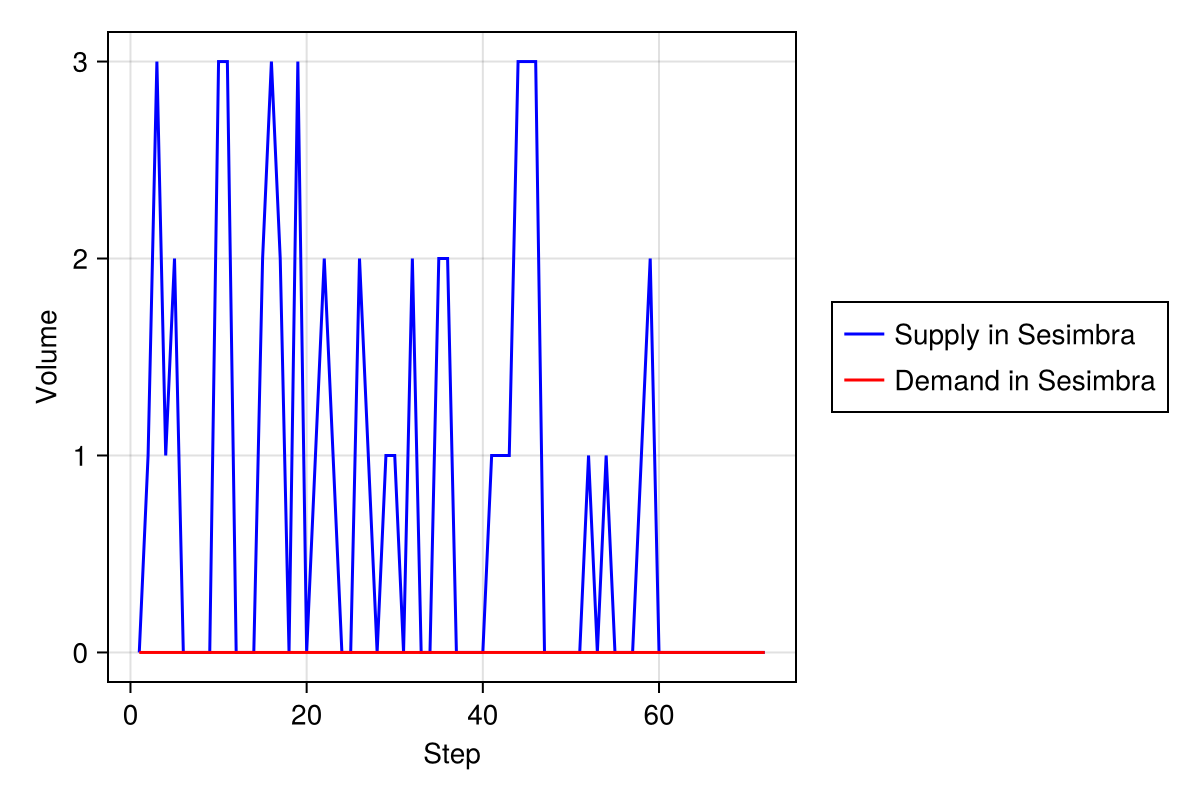 3
2
1
0
Volume
0 20 40 60
Step
Supply in Sesimbra
Demand in Sesimbra